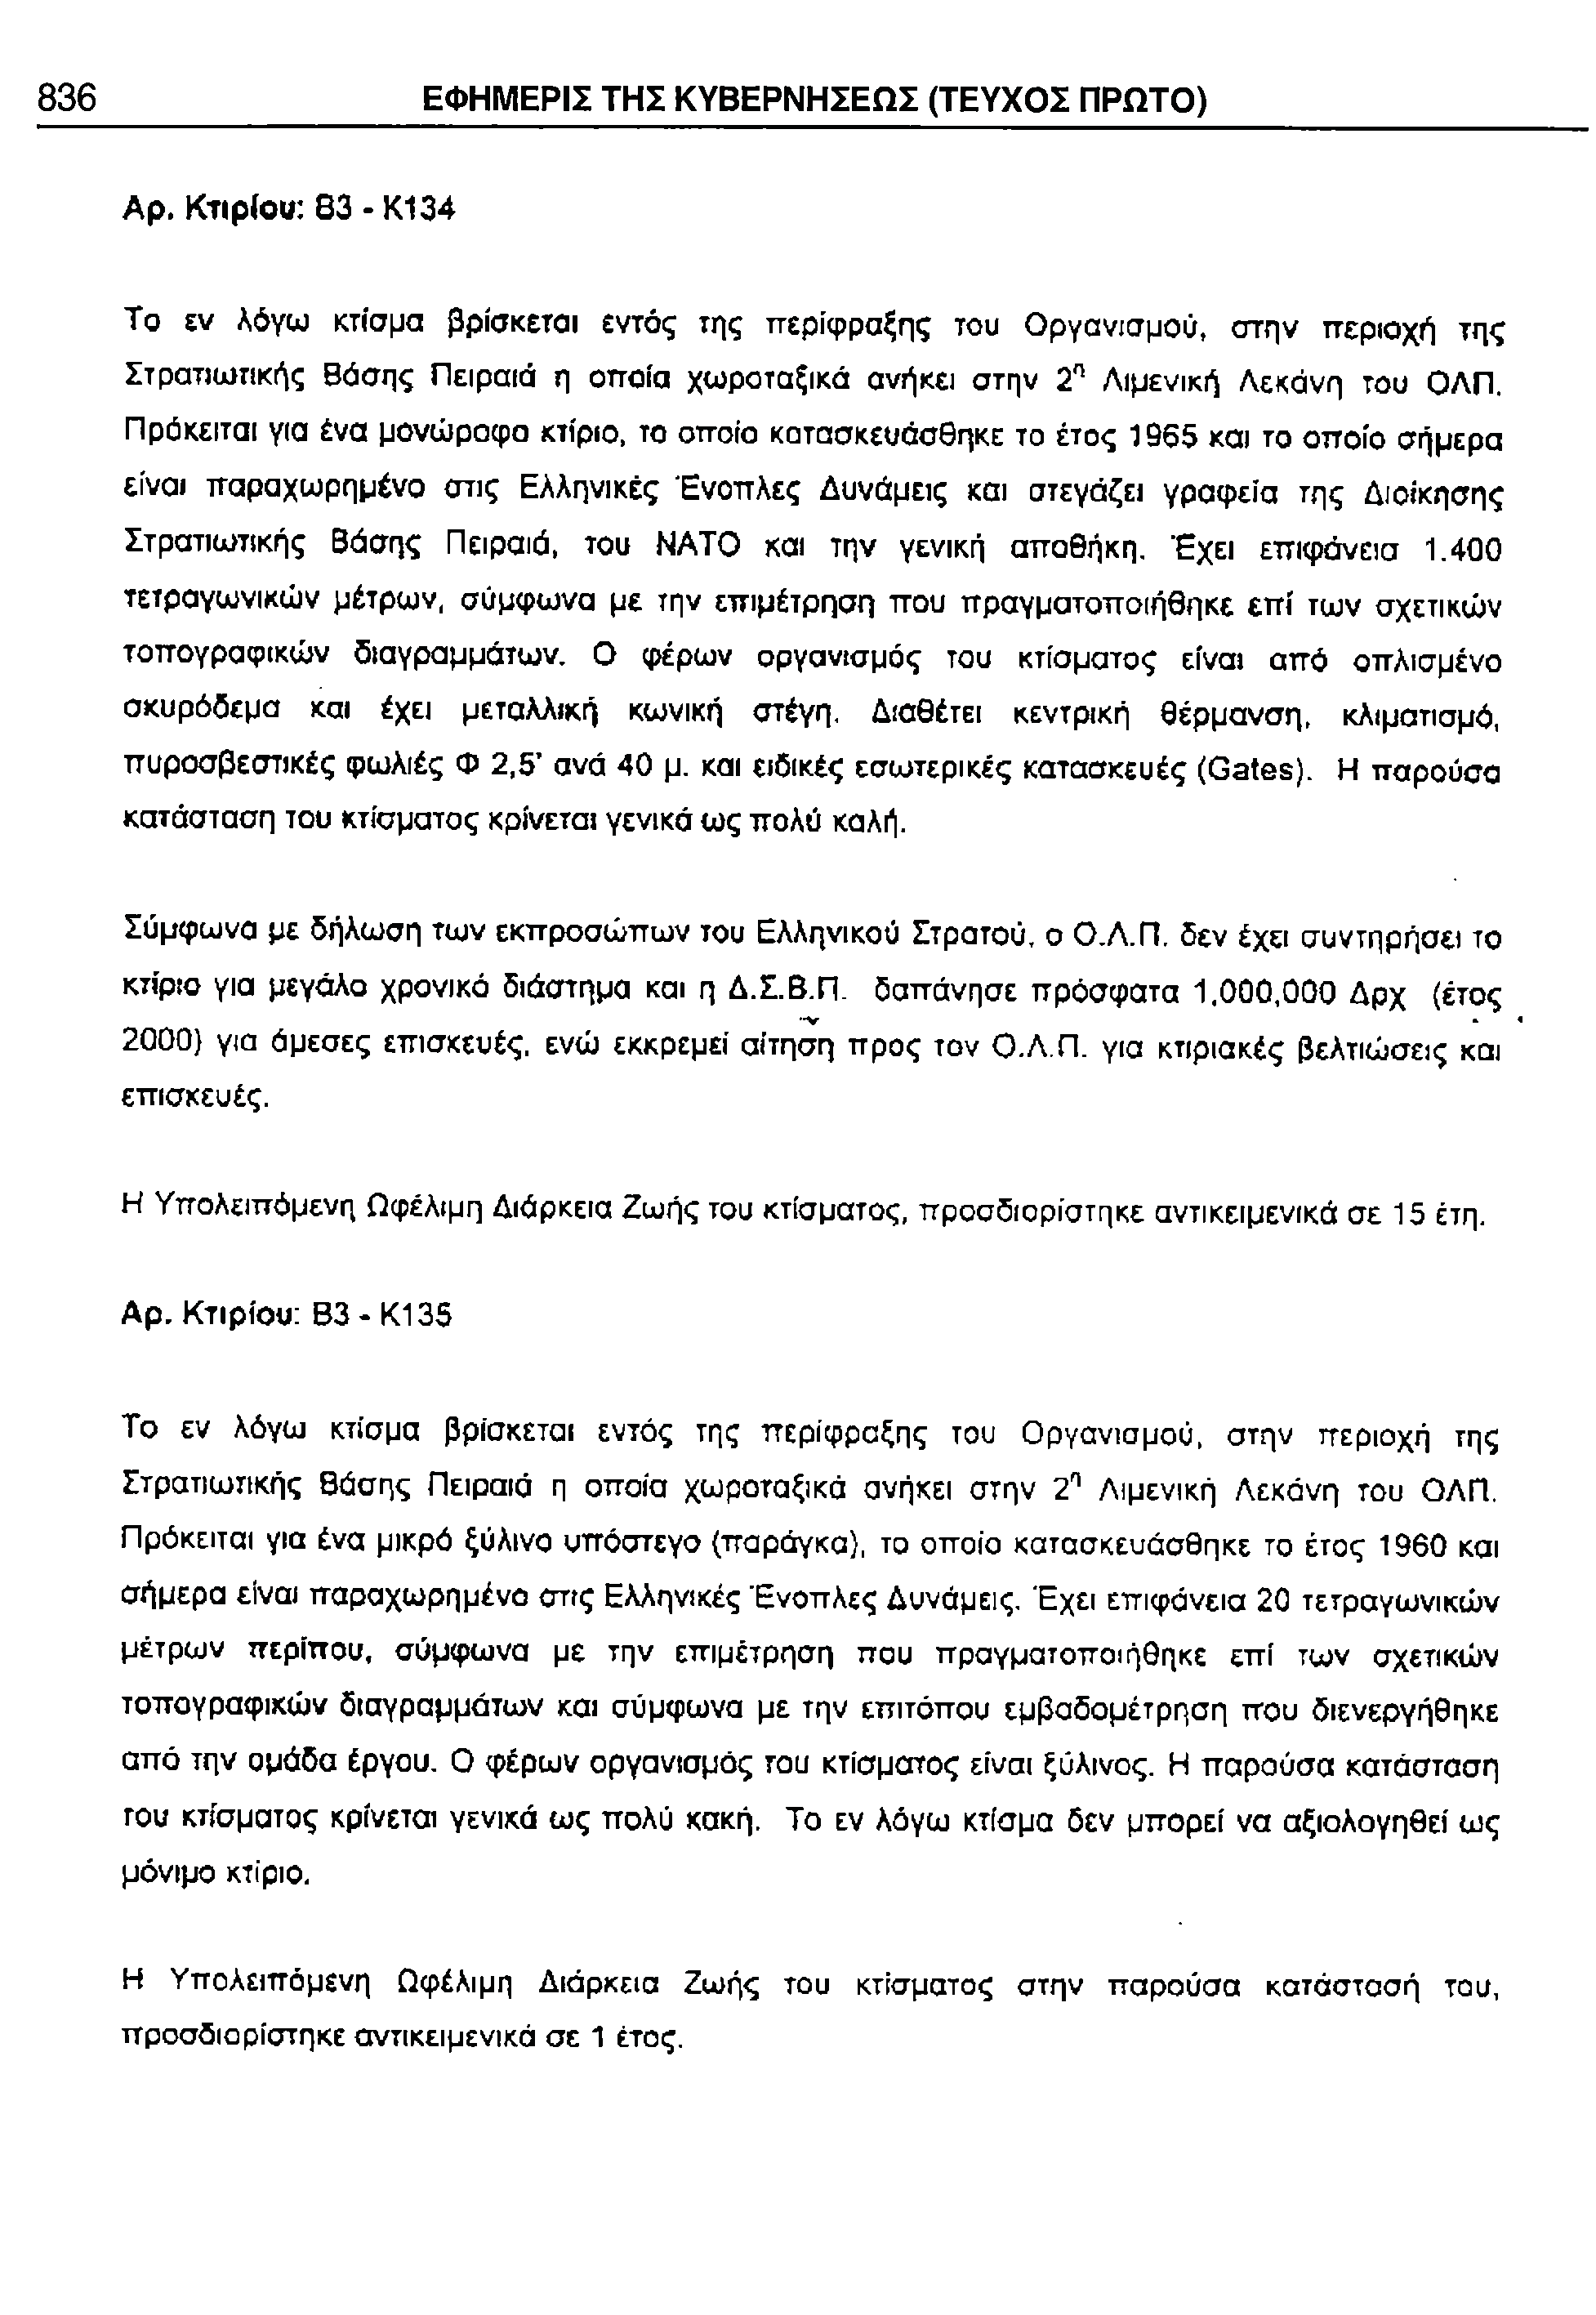 836
ΕΦΗΜΕΡΙΣ ΤΗΣ ΚΥΒΕΡΝΗΣΕΩΣ (ΤΕΥΧΟΣ ΠΡΩΤΟ)
Αρ. Κτιρίου: Β3 - Κ134
Το εν λόγω κτίσμα βρίσκεται εντός της περίφραξης του Οργανισμού, στην περιοχή της
Στρατιωτικής Βάσης Πειραιά η οποία χωροταξικά ανήκει στην 2η Λιμενική Λεκάνη του ΟΛΠ.
Πρόκειται για ένα μονώροφο κτίριο, το οποίο κατασκευάσθηκε το έτος 1965 και το οποίο σήμερα
είναι παραχωρημένο στις Ελληνικές Ένοπλες Δυνάμεις και στεγάζει γραφεία της Διοίκησης
Στρατιωτικής Βάσης Πειραιά, του ΝΑΤΟ και την γενική αποθήκη. Έχει επιφάνεια 1.400
τετραγωνικών μέτρων, σύμφωνα με την επιμέτρηση που πραγματοποιήθηκε επί των σχετικών
τοπογραφικών διαγραμμάτων. Ο φέρων οργανισμός του κτίσματος είναι από οπλισμένο
σκυρόδεμα και έχει μεταλλική κωνική στέγη. Διαθέτει κεντρική θέρμανση, κλιματισμό,
πυροσβεστικές φωλιές Φ 2,5' ανά 40 μ. και ειδικές εσωτερικές κατασκευές (Gates). Η παρούσα
κατάσταση του κτίσματος κρίνεται γενικά ως πολύ καλή.
Σύμφωνα με δήλωση των εκπροσώπων του Ελληνικού Στρατού, ο Ο.Λ.Π. δεν έχει συντηρήσει το
κτίριο για μεγάλο χρονικό διάστημα και η Δ.Σ.Β.Π. δαπάνησε πρόσφατα 1.000,000 Δρχ (έτος
2000) για άμεσες επισκευές, ενώ εκκρεμεί αίτηση προς τον Ο.Λ.Π. για κτιριακές βελτιώσεις και
επισκευές.
Η Υπολειπόμενη Ωφέλιμη Διάρκεια Ζωής του κτίσματος, προσδιορίστηκε αντικειμενικά σε 15 έτη.
Αρ. Κτιρίου: Β3 - Κ135
Το εν λόγω κτίσμα βρίσκεται εντός της περίφραξης του Οργανισμού, στην περιοχή της
Στρατιωτικής Βάσης Πειραιά η οποία χωροταξικά ανήκει στην 2η Λιμενική Λεκάνη του ΟΛΠ.
Πρόκειται για ένα μικρό ξύλινο υπόστεγο (παράγκα), το οποίο κατασκευάσθηκε το έτος 1960 και
σήμερα είναι παραχωρημένο στις Ελληνικές Ένοπλες Δυνάμεις. Έχει επιφάνεια 20 τετραγωνικών
μέτρων περίπου, σύμφωνα με την επιμέτρηση που πραγματοποιήθηκε επί των σχετικών
τοπογραφικών διαγραμμάτων και σύμφωνα με την επιτόπου εμβαδομέτρηση που διενεργήθηκε
από την ομάδα έργου. Ο φέρων οργανισμός του κτίσματος είναι ξύλινος. Η παρούσα κατάσταση
του κτίσματος κρίνεται γενικά ως πολύ κακή. Το εν λόγω κτίσμα δεν μπορεί να αξιολογηθεί ως
μόνιμο κτίριο.
Η Υπολειπόμενη Ωφέλιμη Διάρκεια Ζωής του κτίσματος στην παρούσα κατάστασή του,
προσδιορίστηκε αντικειμενικά σε 1 έτος.